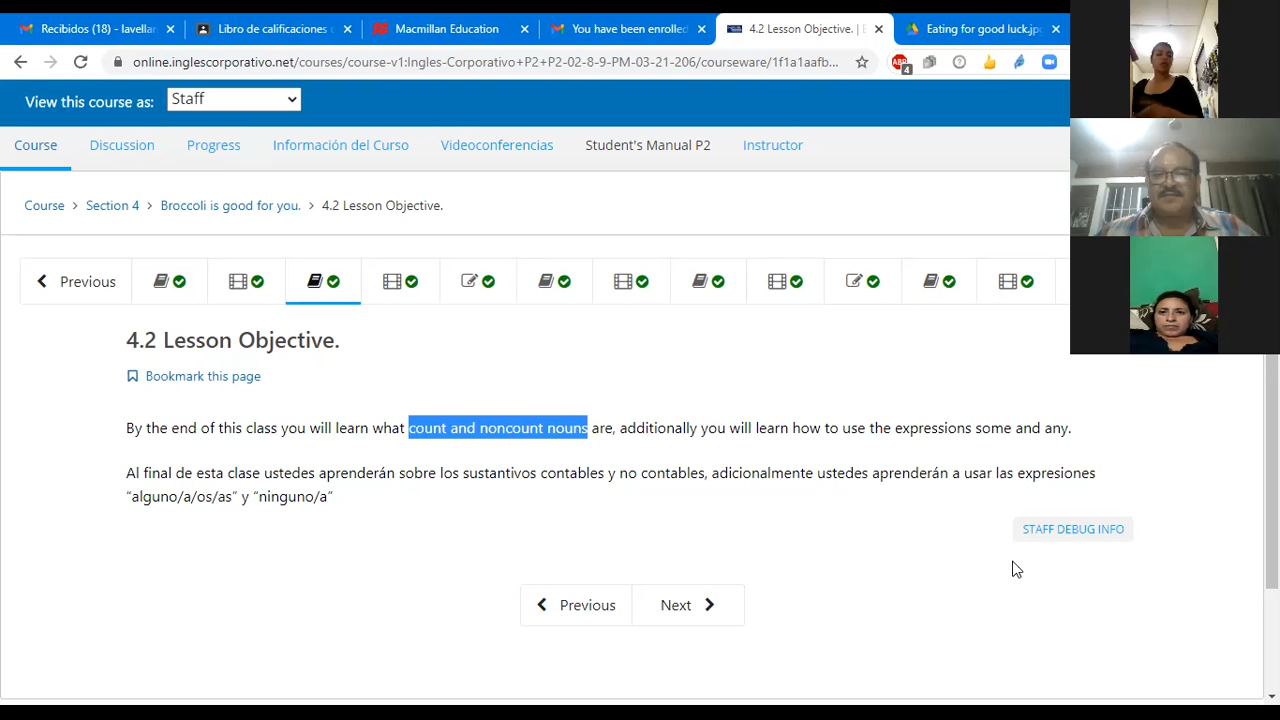 Recibidos (18) - lavellan
Libro de calificaciones
Macmillan Education
You have been enrolled
4.2 Lesson Objective. |
Eating for good luck.jpg
online.inglescorporativo.net/courses/course-v1:Ingles-Corporativo+P2+P2-02-8-9-PM-03-21-206/courseware/1f1a1aafb...
ABP
4
View this course as:
Staff
Course
Discussion
Progress
Información del Curso
Videoconferencias
Student's Manual P2
Instructor
Course > Section 4 > Broccoli is good for you. > 4.2 Lesson Objective.
Previous
4.2 Lesson Objective.
Bookmark this page
By the end of this class you will learn what count and noncount nouns are, additionally you will learn how to use the expressions some and any.
Al final de esta clase ustedes aprenderán sobre los sustantivos contables y no contables, adicionalmente ustedes aprenderán a usar las expresiones
“alguno/a/os/as” y “ninguno/a”
STAFF DEBUG INFO
Previous
Next